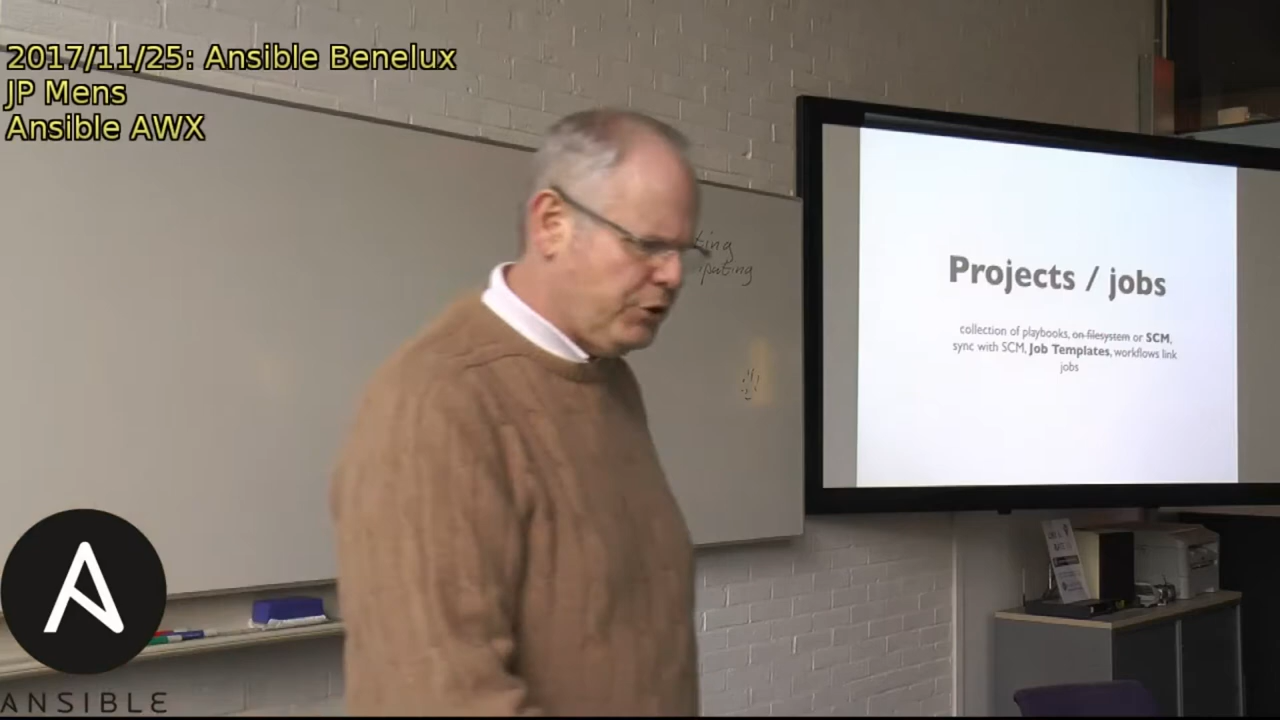 2017/11/25: Ansible Benelux
JP Mens
Ansible AWX
Projects / jobs
collection of playbooks, on filesystem or SCM,
sync with SCM, Job Templates, workflows link
jobs
ANSIBLE